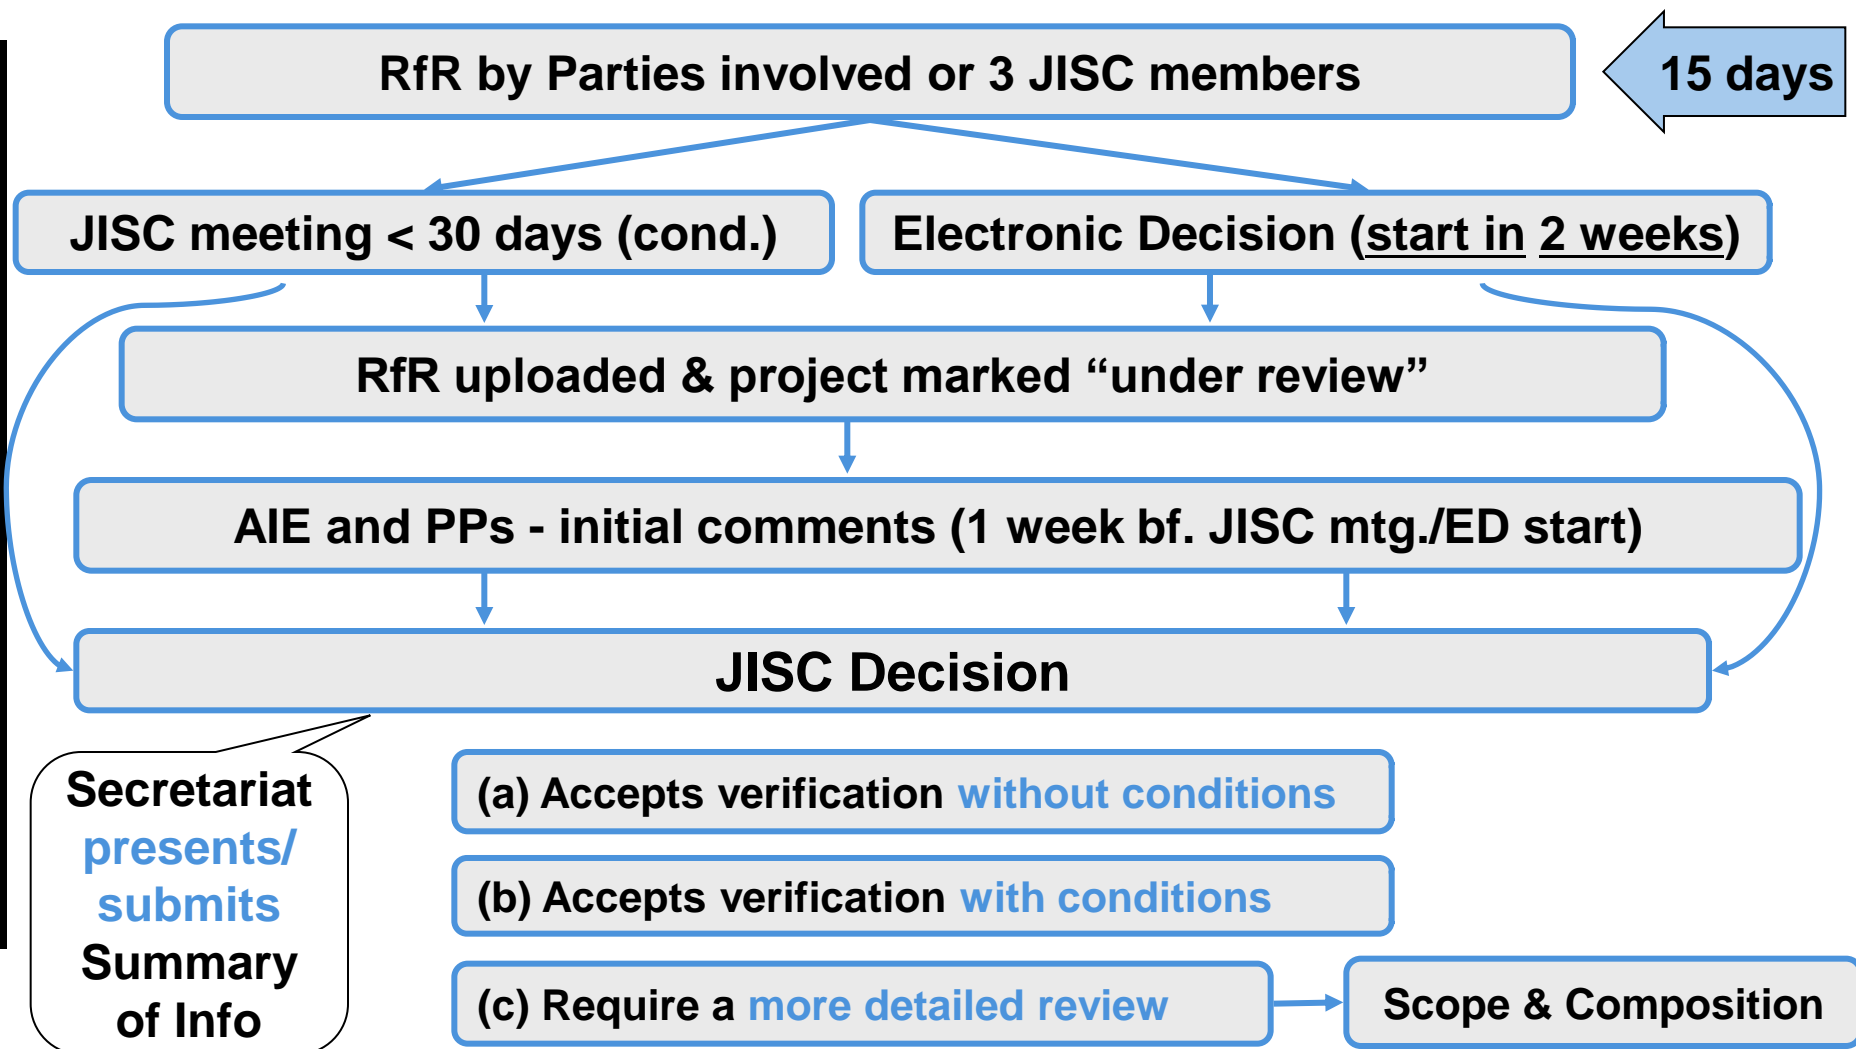 RfR by Parties involved or 3 JISC members
15 days
JISC meeting < 30 days (cond.)
Electronic Decision (start in 2 weeks)
RfR uploaded & project marked “under review”
AIE and PPs - initial comments (1 week bf. JISC mtg./ED start)
JISC Decision
Secretariat
presents/
submits
Summary
of Info
(a) Accepts verification without conditions
(b) Accepts verification with conditions
(c) Require a more detailed review
Scope & Composition